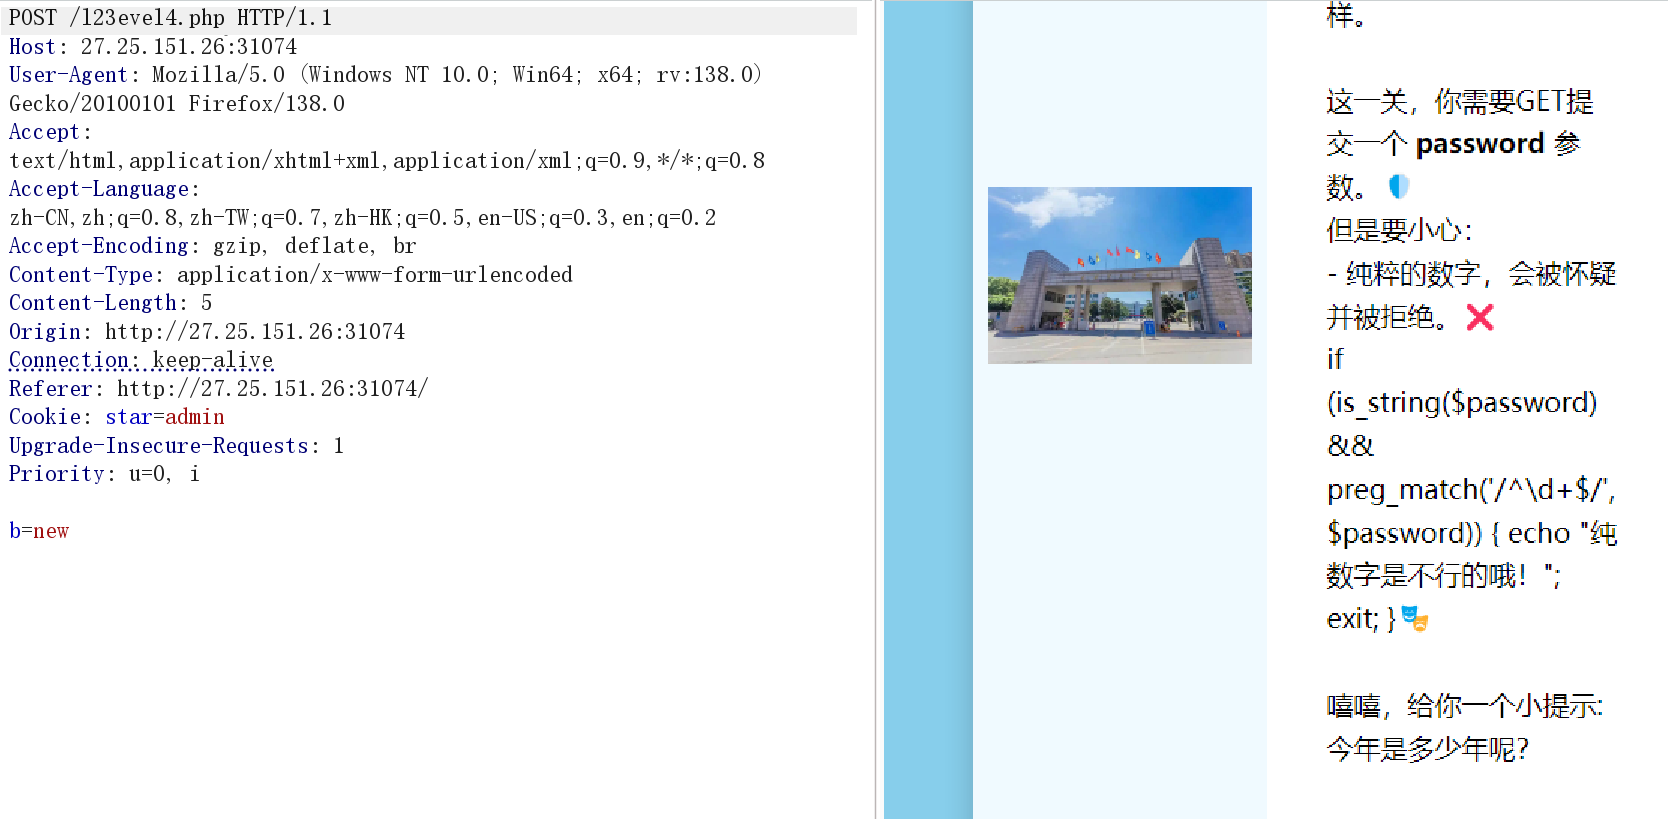 POST /l23evel4.php HTTP/1.1
Host: 27.25.151.26:31074
User-Agent: Mozilla/5.0 (Windows NT 10.0; Win64; x64; rv:138.0)
Gecko/20100101 Firefox/138.0
Accept:
text/html,application/xhtml+xml,application/xml;q=0.9,*/*;q=0.8
Accept-Language:
zh-CN,zh;q=0.8,zh-TW;q=0.7,zh-HK;q=0.5,en-US;q=0.3,en;q=0.2
Accept-Encoding: gzip, deflate, br
Content-Type: application/x-www-form-urlencoded
Content-Length: 5
Origin: http://27.25.151.26:31074
Connection: keep-alive
Referer: http://27.25.151.26:31074/
Cookie: star=admin
Upgrade-Insecure-Requests: 1
Priority: u=0, i
b=new
样。
这一关，你需要GET提
交一个 password 参
数。🛡️
但是要小心：
- 纯粹的数字，会被怀疑
并被拒绝。❌
if
(is_string($password)
&&
preg_match('/^\d+$/',
$password)) { echo "纯
数字是不行的哦！";
exit; }🎭
嘻嘻，给你一个小提示:
今年是多少年呢？